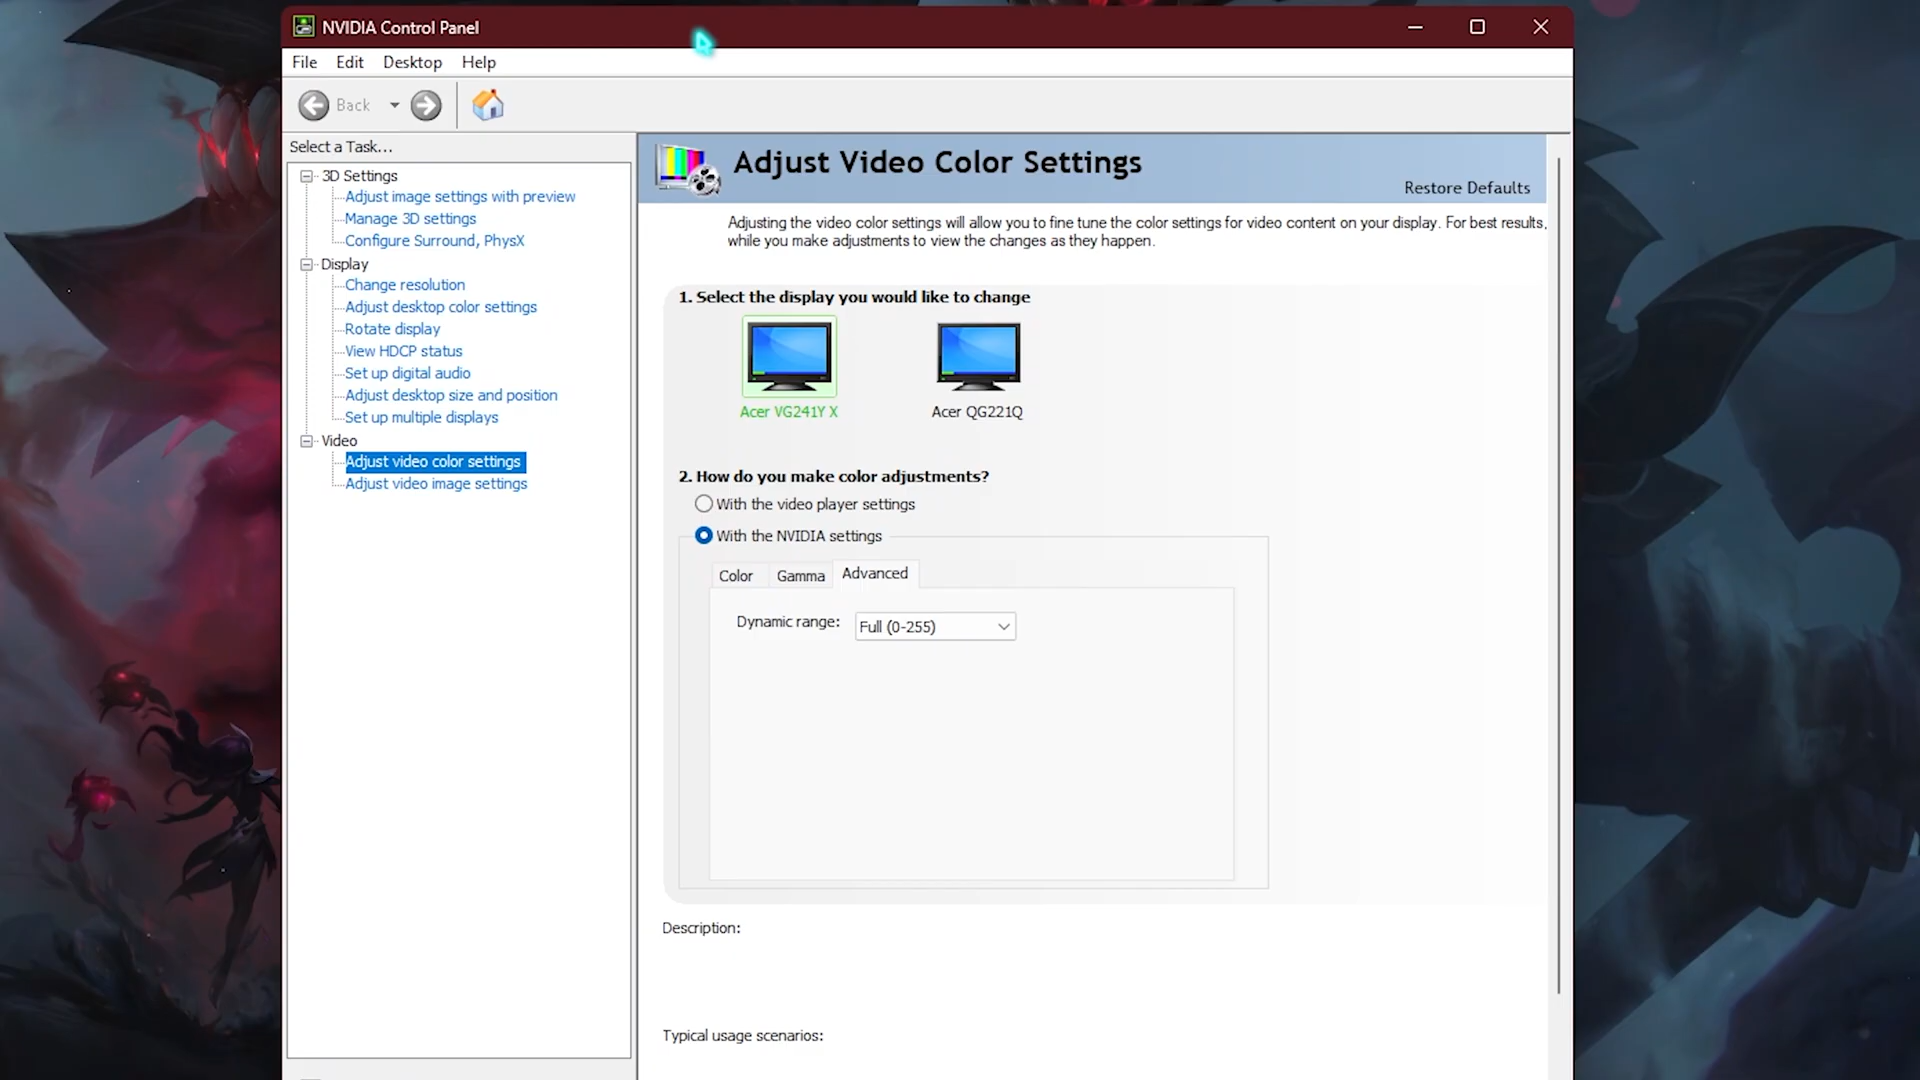 NVIDIA Control Panel
File Edit Desktop Help
Back
Select a Task...
3D Settings
Adjust image settings with preview
Manage 3D settings
Configure Surround, PhysX
Display
Change resolution
Adjust desktop color settings
Rotate display
View HDCP status
Set up digital audio
Adjust desktop size and position
Set up multiple displays
Video
Adjust video color settings
Adjust video image settings
Adjust Video Color Settings
Restore Defaults
Adjusting the video color settings will allow you to fine tune the color settings for video content on your display. For best results,
while you make adjustments to view the changes as they happen.
1. Select the display you would like to change
Acer VG241Y X
Acer QG221Q
2. How do you make color adjustments?
With the video player settings
With the NVIDIA settings
Color Gamma Advanced
Dynamic range: Full (0-255)
Description:
Typical usage scenarios: